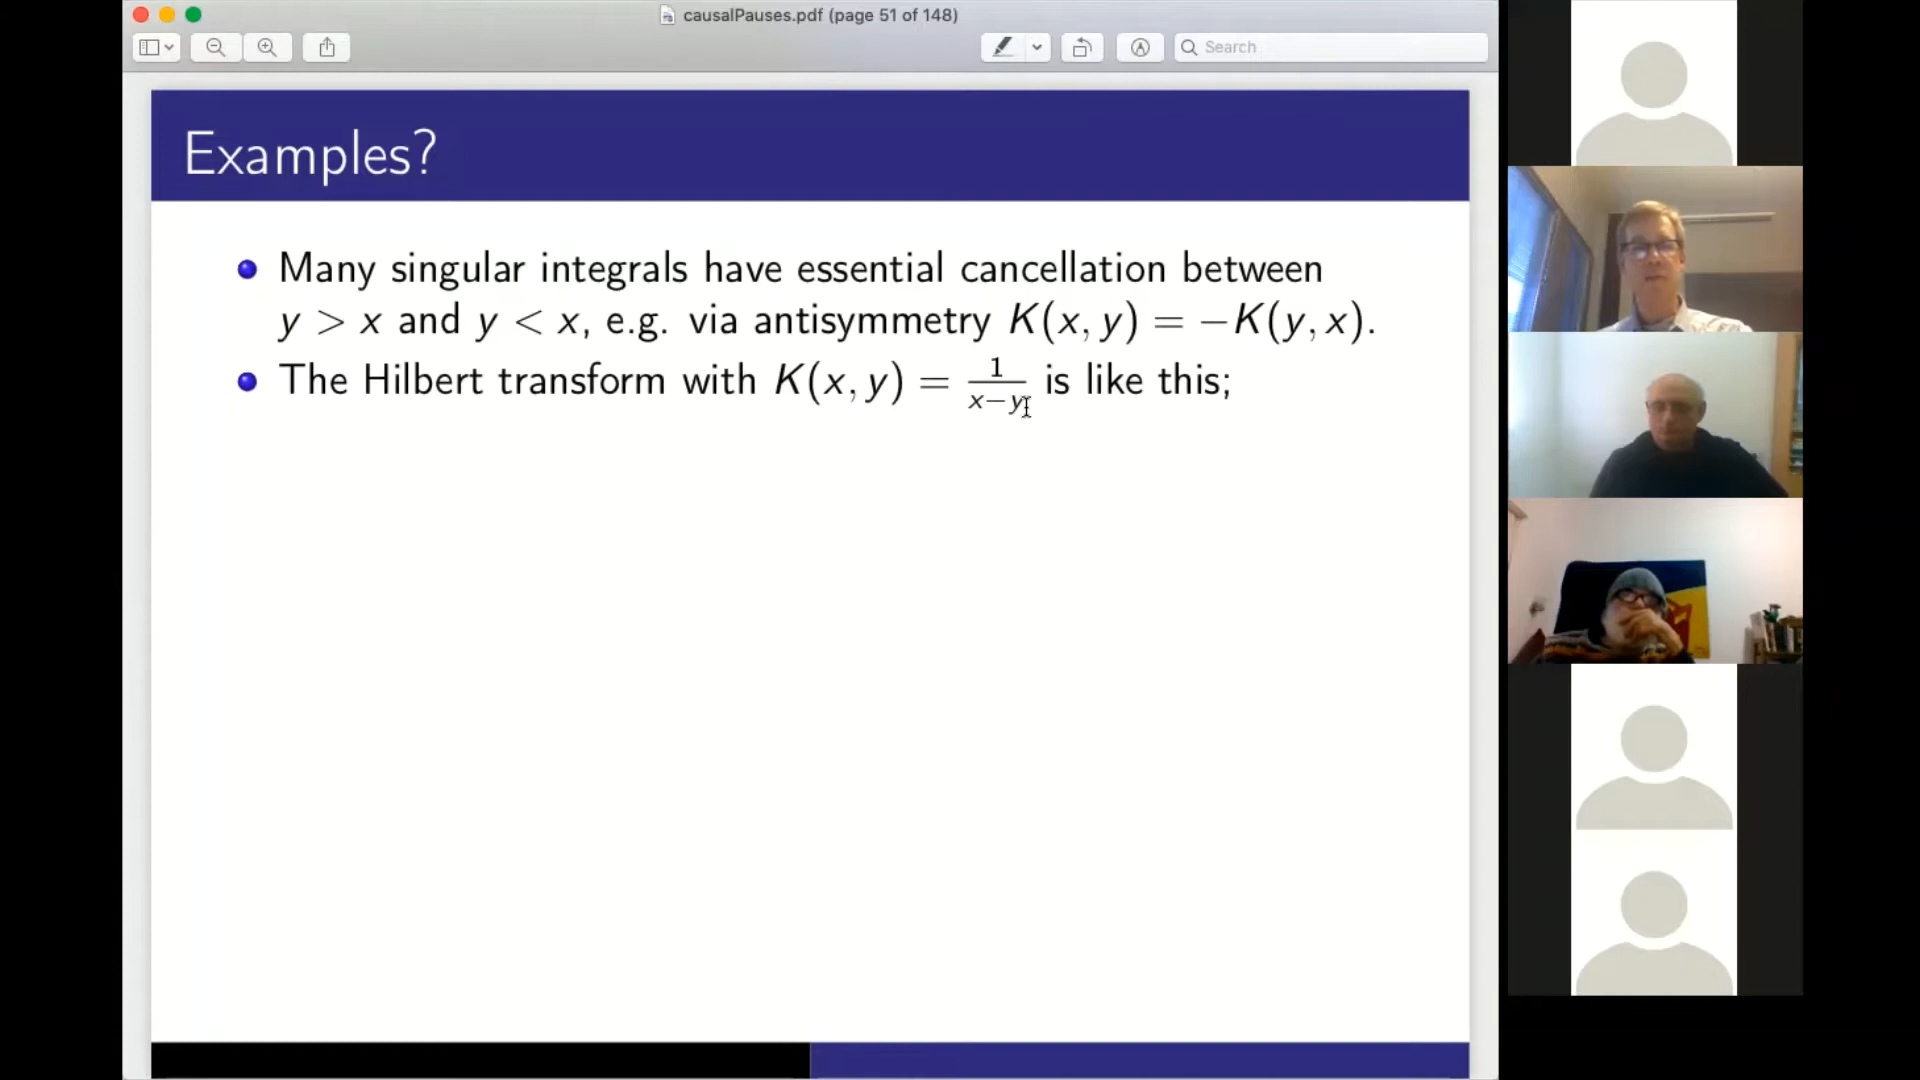 causalPauses.pdf (page 51 of 148)
Search
Examples?
Many singular integrals have essential cancellation between
y > x and y < x, e.g. via antisymmetry K(x, y) = −K(y, x).
The Hilbert transform with K(x, y) = 1/(x−y) is like this;